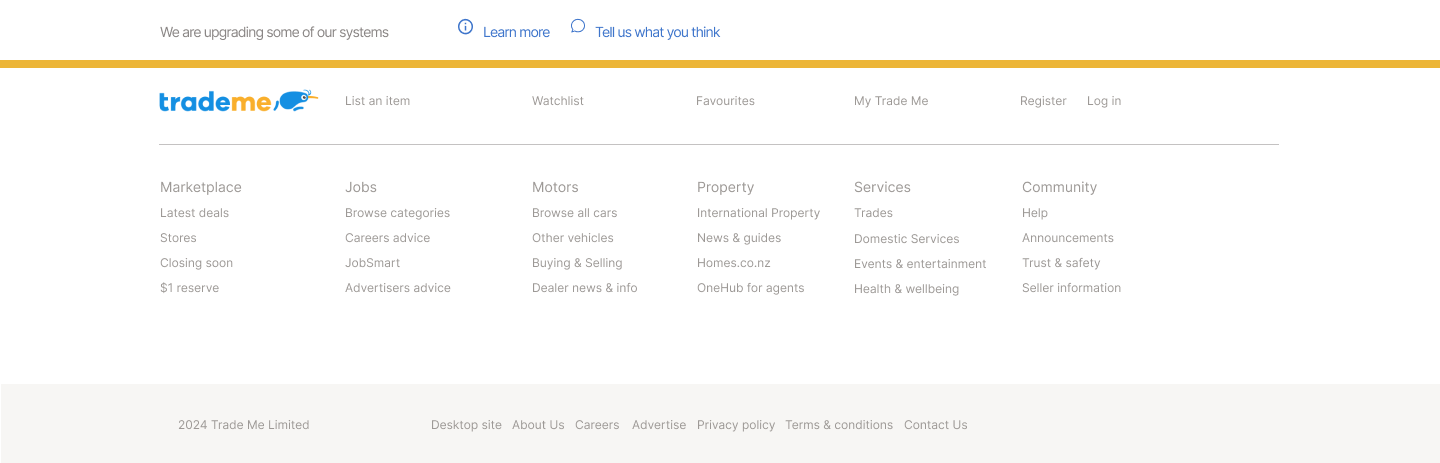 We are upgrading some of our systems Learn more Tell us what you think
trademe List an item Watchlist Favourites My Trade Me Register Log in
Marketplace Jobs Motors Property Services Community
Latest deals Browse categories Browse all cars International Property Trades Help
Stores Careers advice Other vehicles News & guides Domestic Services Announcements
Closing soon JobSmart Buying & Selling Homes.co.nz Events & entertainment Trust & safety
$1 reserve Advertisers advice Dealer news & info OneHub for agents Health & wellbeing Seller information
2024 Trade Me Limited Desktop site About Us Careers Advertise Privacy policy Terms & conditions Contact Us